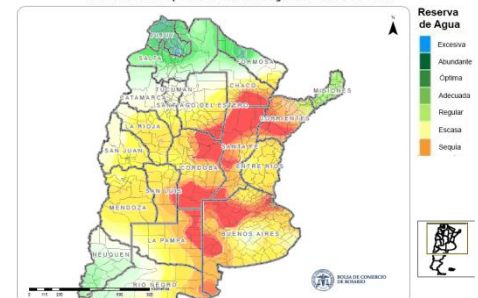 Reserva
de Agua
Excesiva
Abundante
Óptima
Adecuada
Regular
Escasa
Sequia
N
JUJUY
SALTA
FORMOSA
TUCUMAN
CHACO
MISIONES
CATAMARCA
SANTIAGO DEL ESTERO
CORRIENTES
LA RIOJA
SANTA FE
SAN JUAN
CORDOBA
ENTRE RIOS
SAN LUIS
MENDOZA
BUENOS AIRES
LA PAMPA
NEUQUEN
RIO NEGRO
BOLSA DE COMERCIO
DE ROSARIO